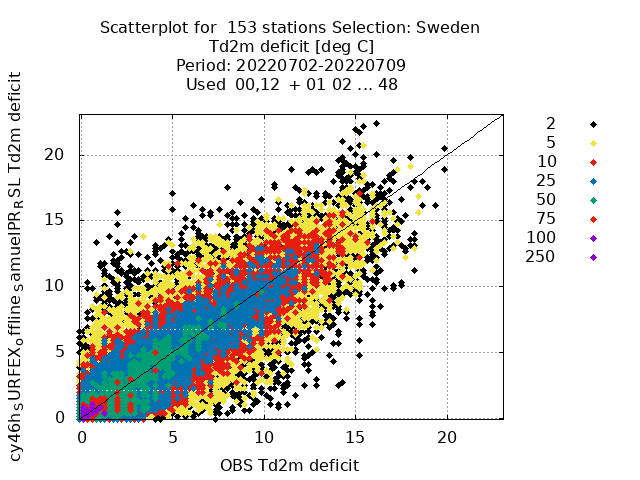 Scatterplot for 153 stations Selection: Sweden
Td2m deficit [deg C]
Period: 20220702-20220709
Used 00,12 + 01 02 ... 48
cy46h_SURFEX_offline_samuelPR_RSL Td2m deficit
2
5
10
25
50
75
100
250
20
15
10
5
0
0 5 10 15 20
OBS Td2m deficit